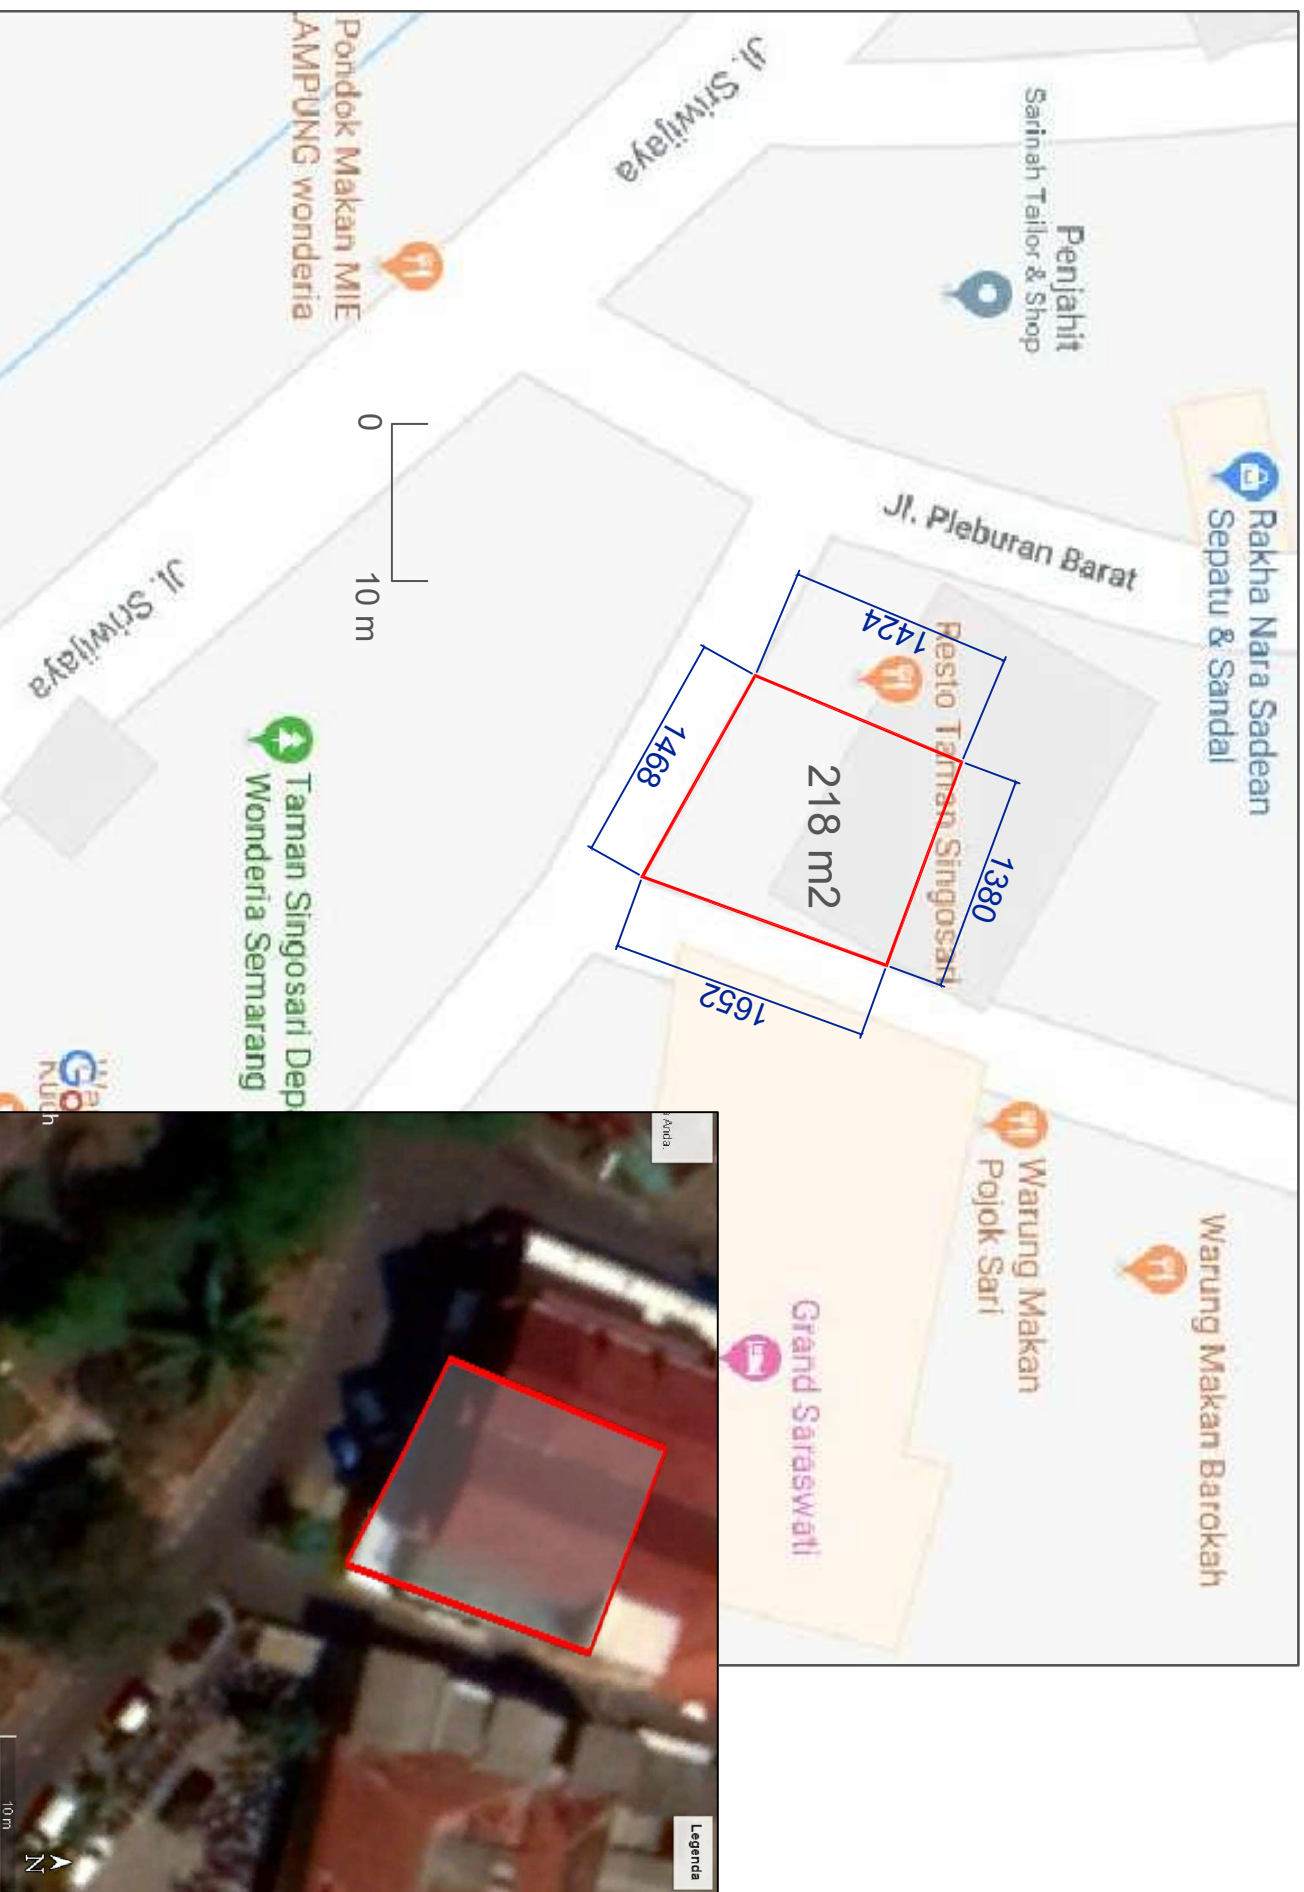 Jl. Sriwijaya
Pondok Makan MIE
LAMPUNG wonderia
Penjahit
Sarinah Tailor & Shop
Rakha Nara Sadean
Sepatu & Sandal
Jl. Pleburan Barat
Resto Taman Singosari
1424
1468
1380
1652
218 m2
0
10 m
Jl. Sriwijaya
Taman Singosari Dep
Wonderia Semarang
Warung Makan
Pojok Sari
Warung Makan Barokah
Grand Saraswati
Go
Anda.
Legenda
10 m
N